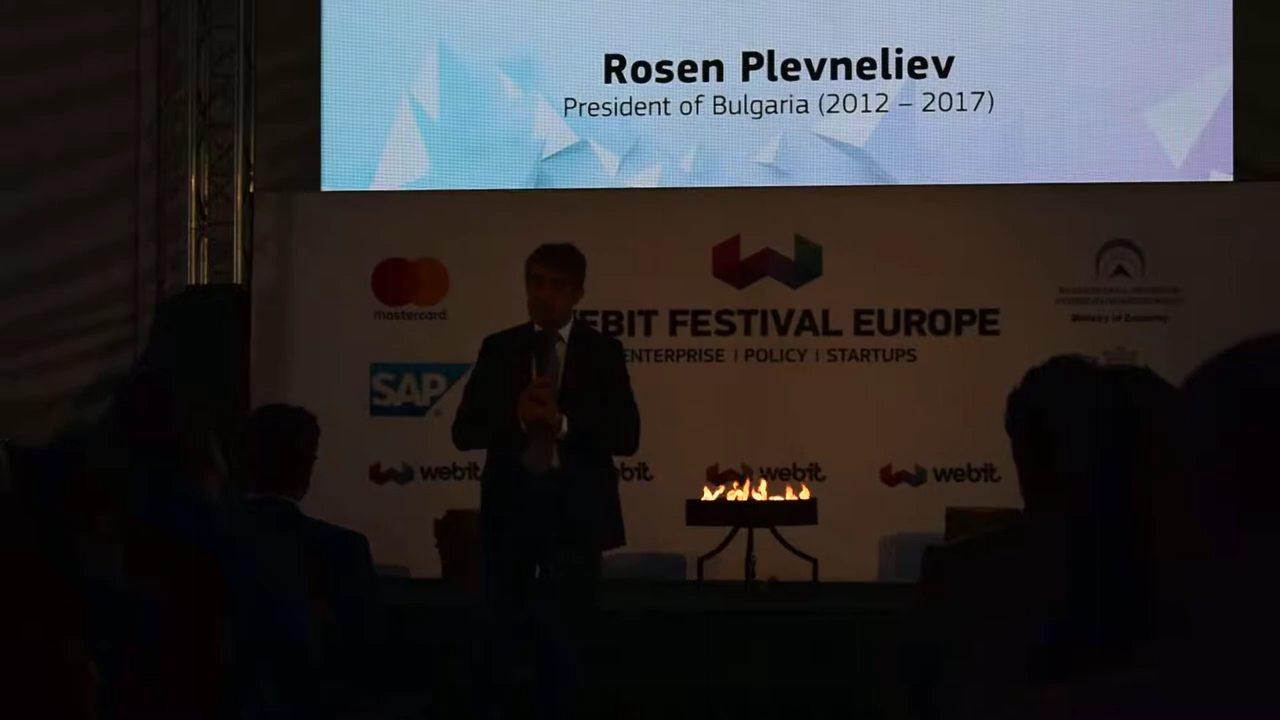 Rosen Plevneliev
President of Bulgaria (2012 – 2017)
mastercard
EBIT FESTIVAL EUROPE
ENTERPRISE | POLICY | STARTUPS
Ministry of Economy
SAP
webit
bit
webit
webit